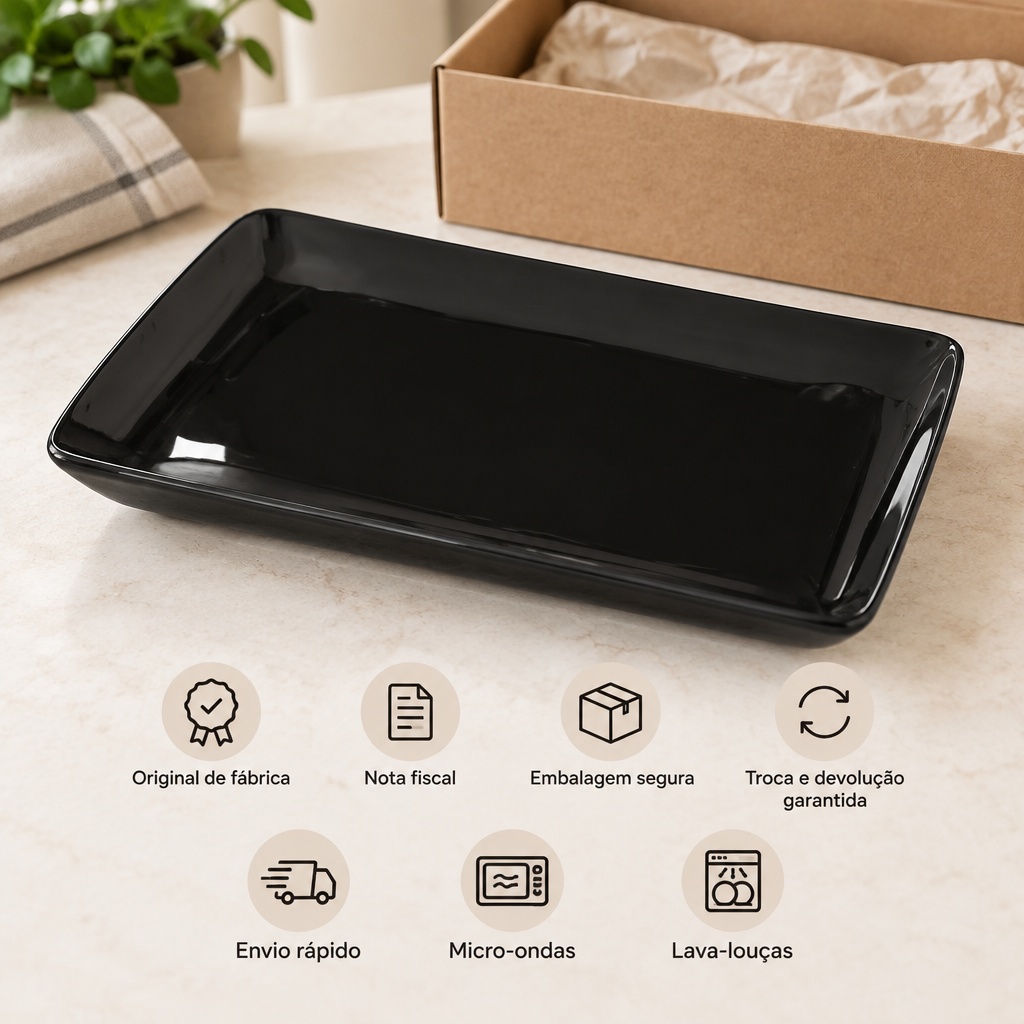 Original de fábrica
Nota fiscal
Embalagem segura
Troca e devolução
garantida
Envio rápido
Micro-ondas
Lava-louças